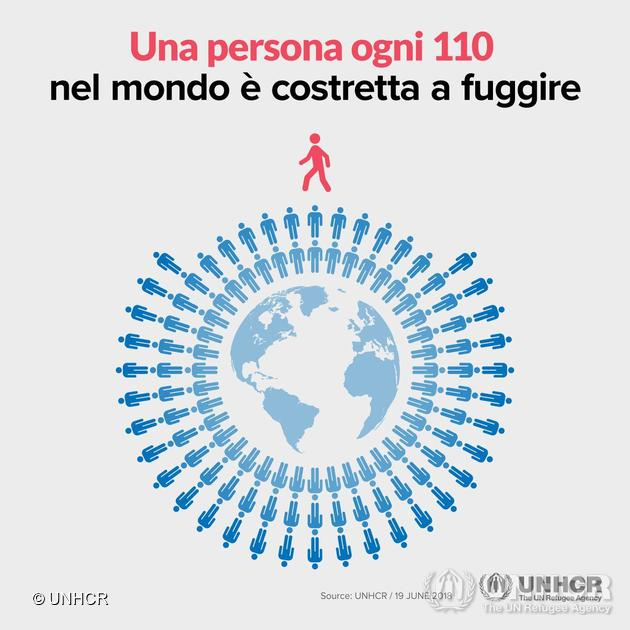 Una persona ogni 110
nel mondo è costretta a fuggire
© UNHCR
Source: UNHCR / 19 JUNE 2018
UNHCR
The UN Refugee Agency
The UN Refugee Agency